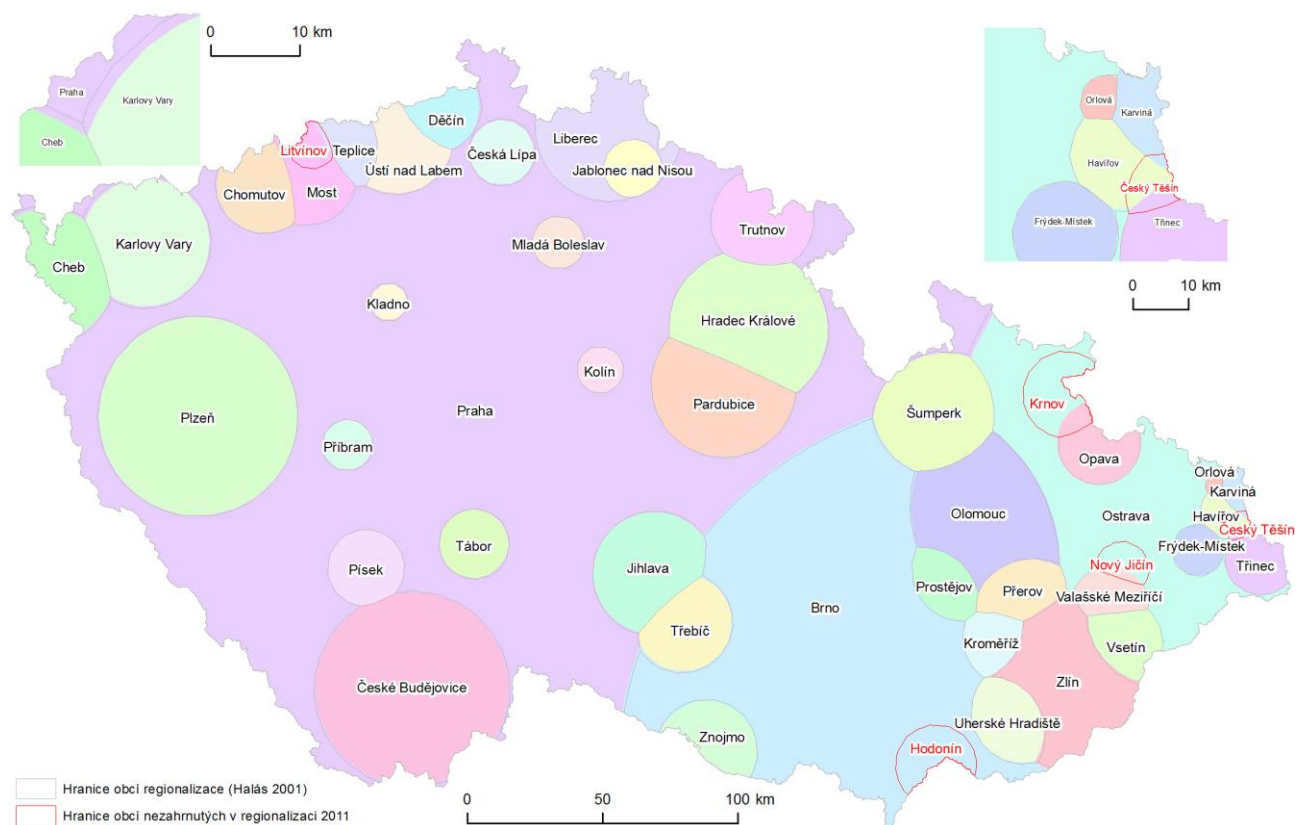 0 10 km
Praha
Karlovy Vary
Cheb
Orlová
Karviná
Havířov
Český Těšín
Frýdek-Místek
Třinec
0 10 km
Děčín
Litvínov
Teplice
Liberec
Česká Lípa
Ústí nad Labem
Jablonec nad Nisou
Chomutov
Most
Trutnov
Karlovy Vary
Mladá Boleslav
Cheb
Kladno
Hradec Králové
Kolín
Krnov
Pardubice
Praha
Plzeň
Šumperk
Příbram
Opava
Orlová
Karviná
Olomouc
Ostrava
Havířov
Český Těšín
Frýdek-Místek
Tábor
Písek
Jihlava
Nový Jičín
Třinec
Prostějov
Přerov
Valašské Meziříčí
Brno
Třebíč
Kroměříž
Vsetín
České Budějovice
Zlín
Uherské Hradiště
Znojmo
Hodonín
Hranice obcí regionalizace (Halás 2001)
Hranice obcí nezahrnutých v regionalizaci 2011
0 50 100 km